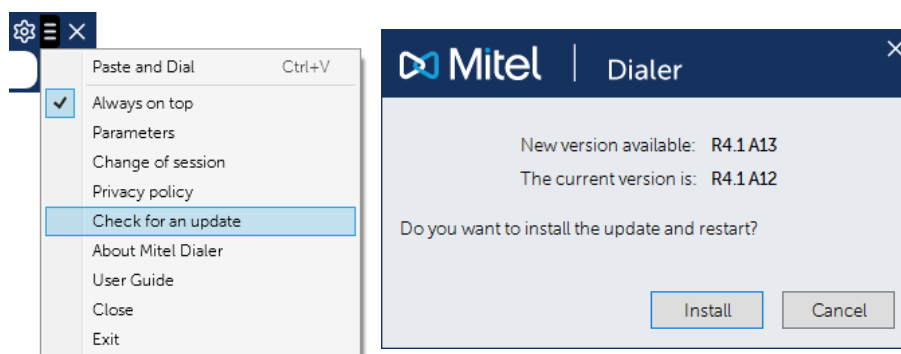 Paste and Dial Ctrl+V
Always on top
Parameters
Change of session
Privacy policy
Check for an update
About Mitel Dialer
User Guide
Close
Exit
Mitel | Dialer
New version available: R4.1 A13
The current version is: R4.1 A12
Do you want to install the update and restart?
Install Cancel